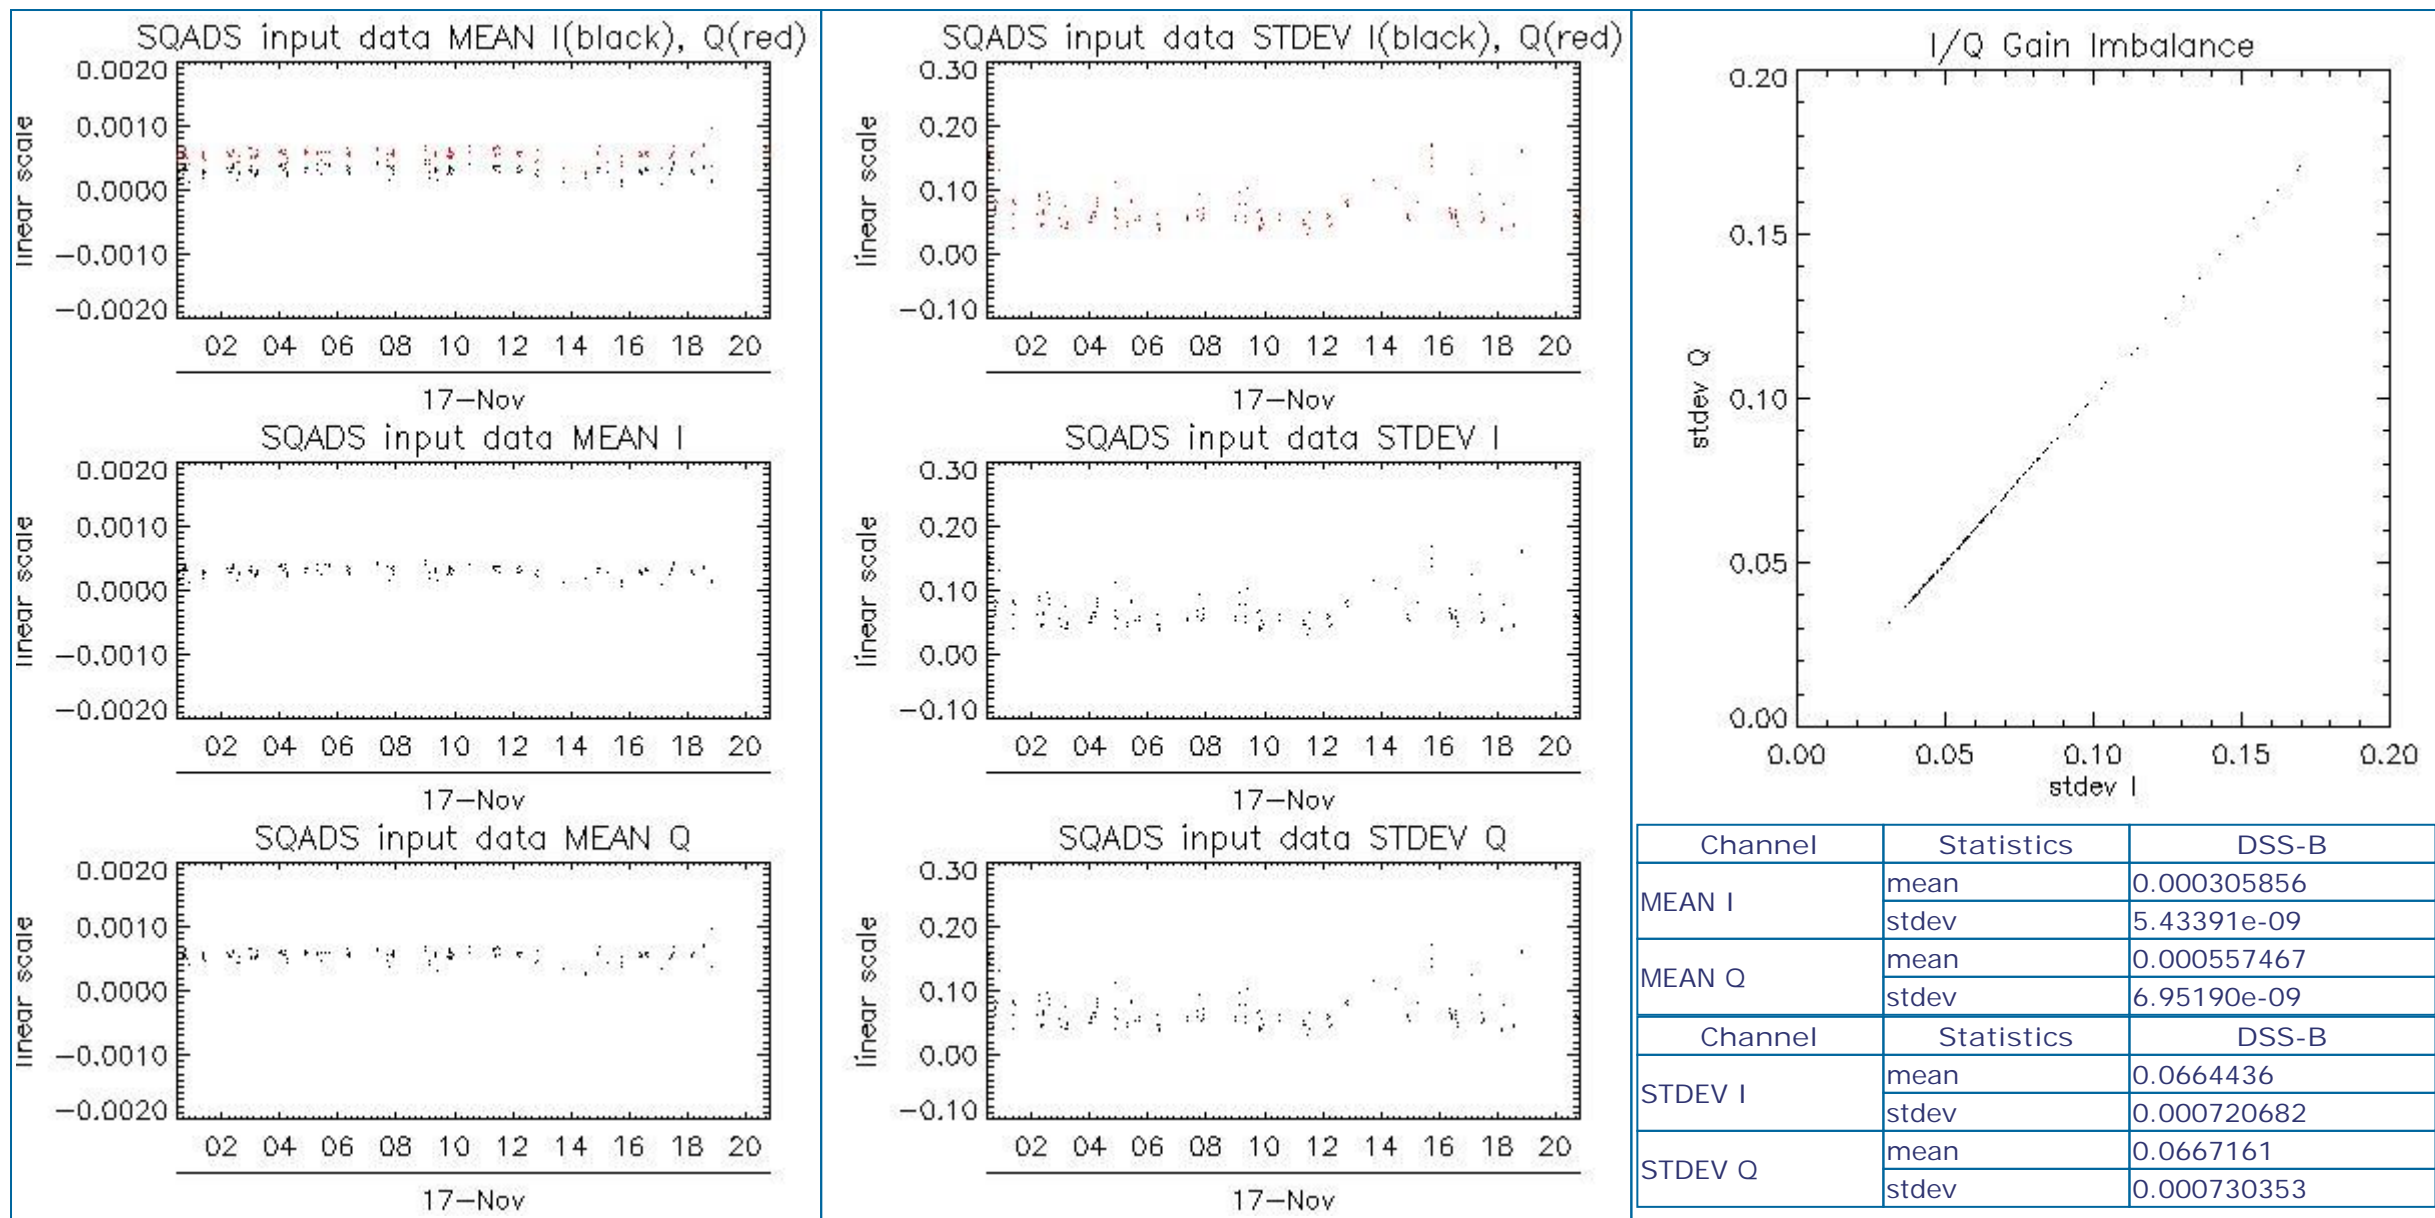 SQADS input data MEAN I(black), Q(red)
linear scale
0.0020
0.0010
0.0000
−0.0010
−0.0020
02 04 06 08 10 12 14 16 18 20
17−Nov
SQADS input data MEAN I
linear scale
0.0020
0.0010
0.0000
−0.0010
−0.0020
02 04 06 08 10 12 14 16 18 20
17−Nov
SQADS input data MEAN Q
linear scale
0.0020
0.0010
0.0000
−0.0010
−0.0020
02 04 06 08 10 12 14 16 18 20
17−Nov
SQADS input data STDEV I(black), Q(red)
linear scale
0.30
0.20
0.10
0.00
−0.10
02 04 06 08 10 12 14 16 18 20
17−Nov
SQADS input data STDEV I
linear scale
0.30
0.20
0.10
0.00
−0.10
02 04 06 08 10 12 14 16 18 20
17−Nov
SQADS input data STDEV Q
linear scale
0.30
0.20
0.10
0.00
−0.10
02 04 06 08 10 12 14 16 18 20
17−Nov
I/Q Gain Imbalance
stdev Q
0.20
0.15
0.10
0.05
0.00
0.00 0.05 0.10 0.15 0.20
stdev I
Channel Statistics DSS-B
MEAN I
mean 0.000305856
stdev 5.43391e-09
MEAN Q
mean 0.000557467
stdev 6.95190e-09
Channel Statistics DSS-B
STDEV I
mean 0.0664436
stdev 0.000720682
STDEV Q
mean 0.0667161
stdev 0.000730353